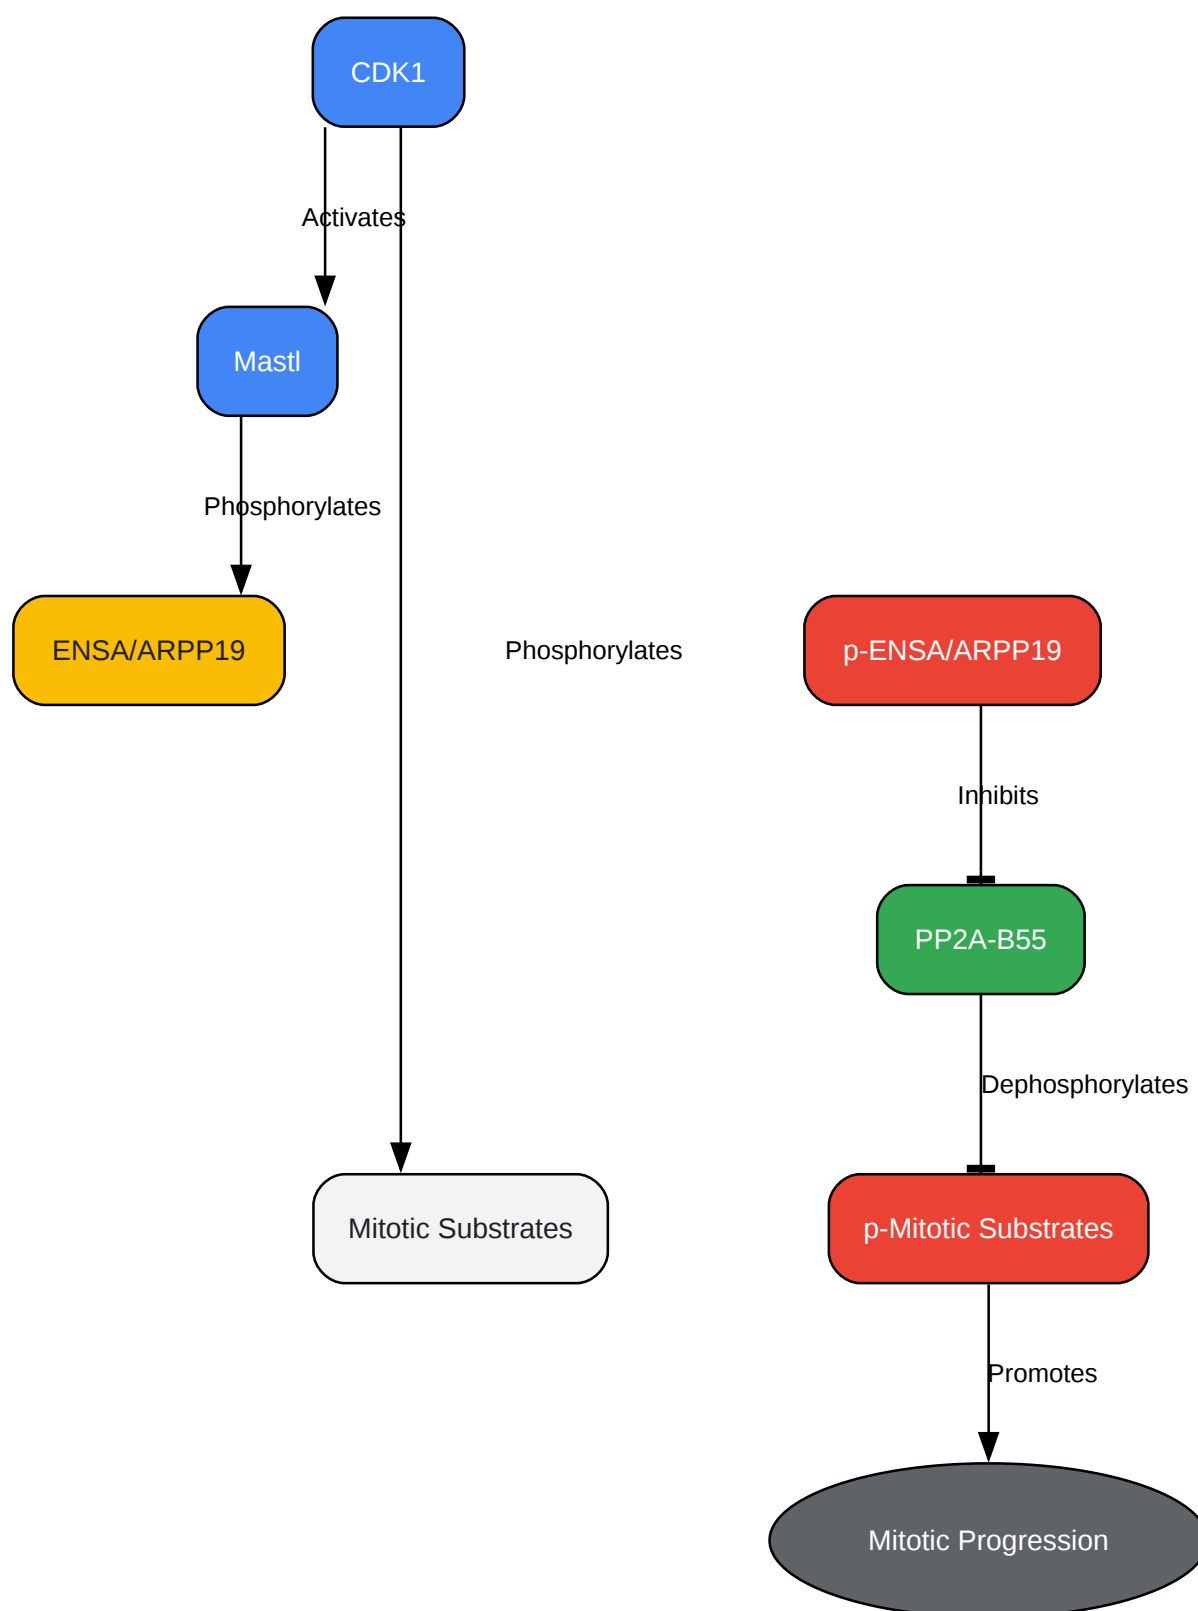 CDK1
Activates
Mastl
Phosphorylates
ENSA/ARPP19
Phosphorylates
p-ENSA/ARPP19
Inhibits
PP2A-B55
Dephosphorylates
Mitotic Substrates
p-Mitotic Substrates
Promotes
Mitotic Progression